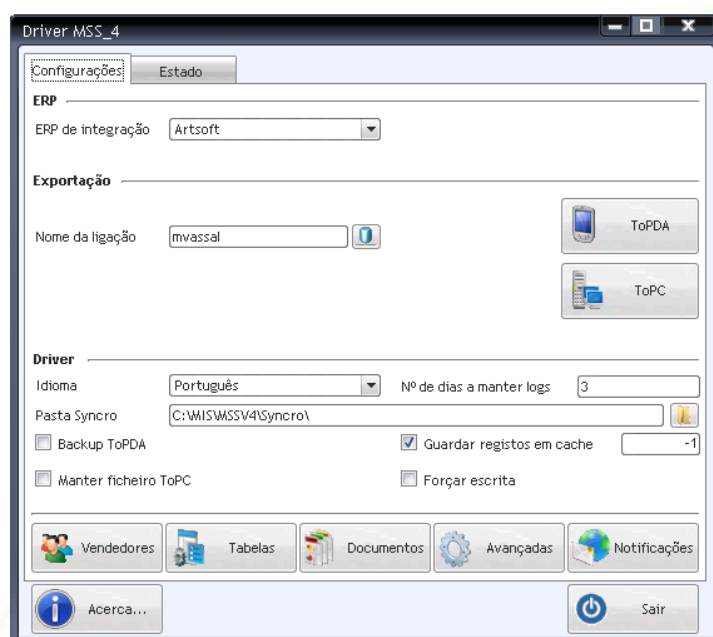 Driver MSS_4
Configurações Estado
ERP
ERP de integração Artsoft
Exportação
ToPDA
Nome da ligação mvassal
ToPC
Driver
Idioma Português Nº de dias a manter logs 3
Pasta Syncro C:\MIS\MSSV4\Syncro\
Backup ToPDA Guardar registos em cache -1
Manter ficheiro ToPC Forçar escrita
Vendedores Tabelas Documentos Avançadas Notificações
Acerca... Sair